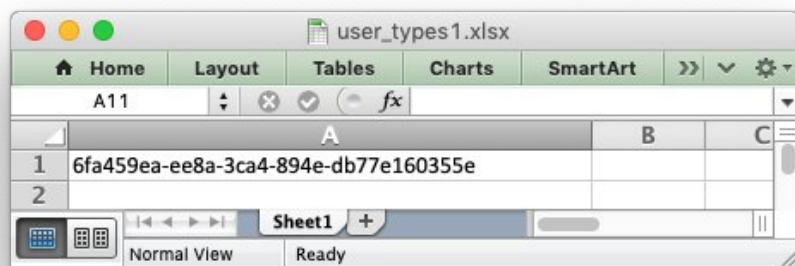 user_types1.xlsx
Home Layout Tables Charts SmartArt
A11 fx
A B C
1 6fa459ea-ee8a-3ca4-894e-db77e160355e
2
Sheet1 +
Normal View Ready